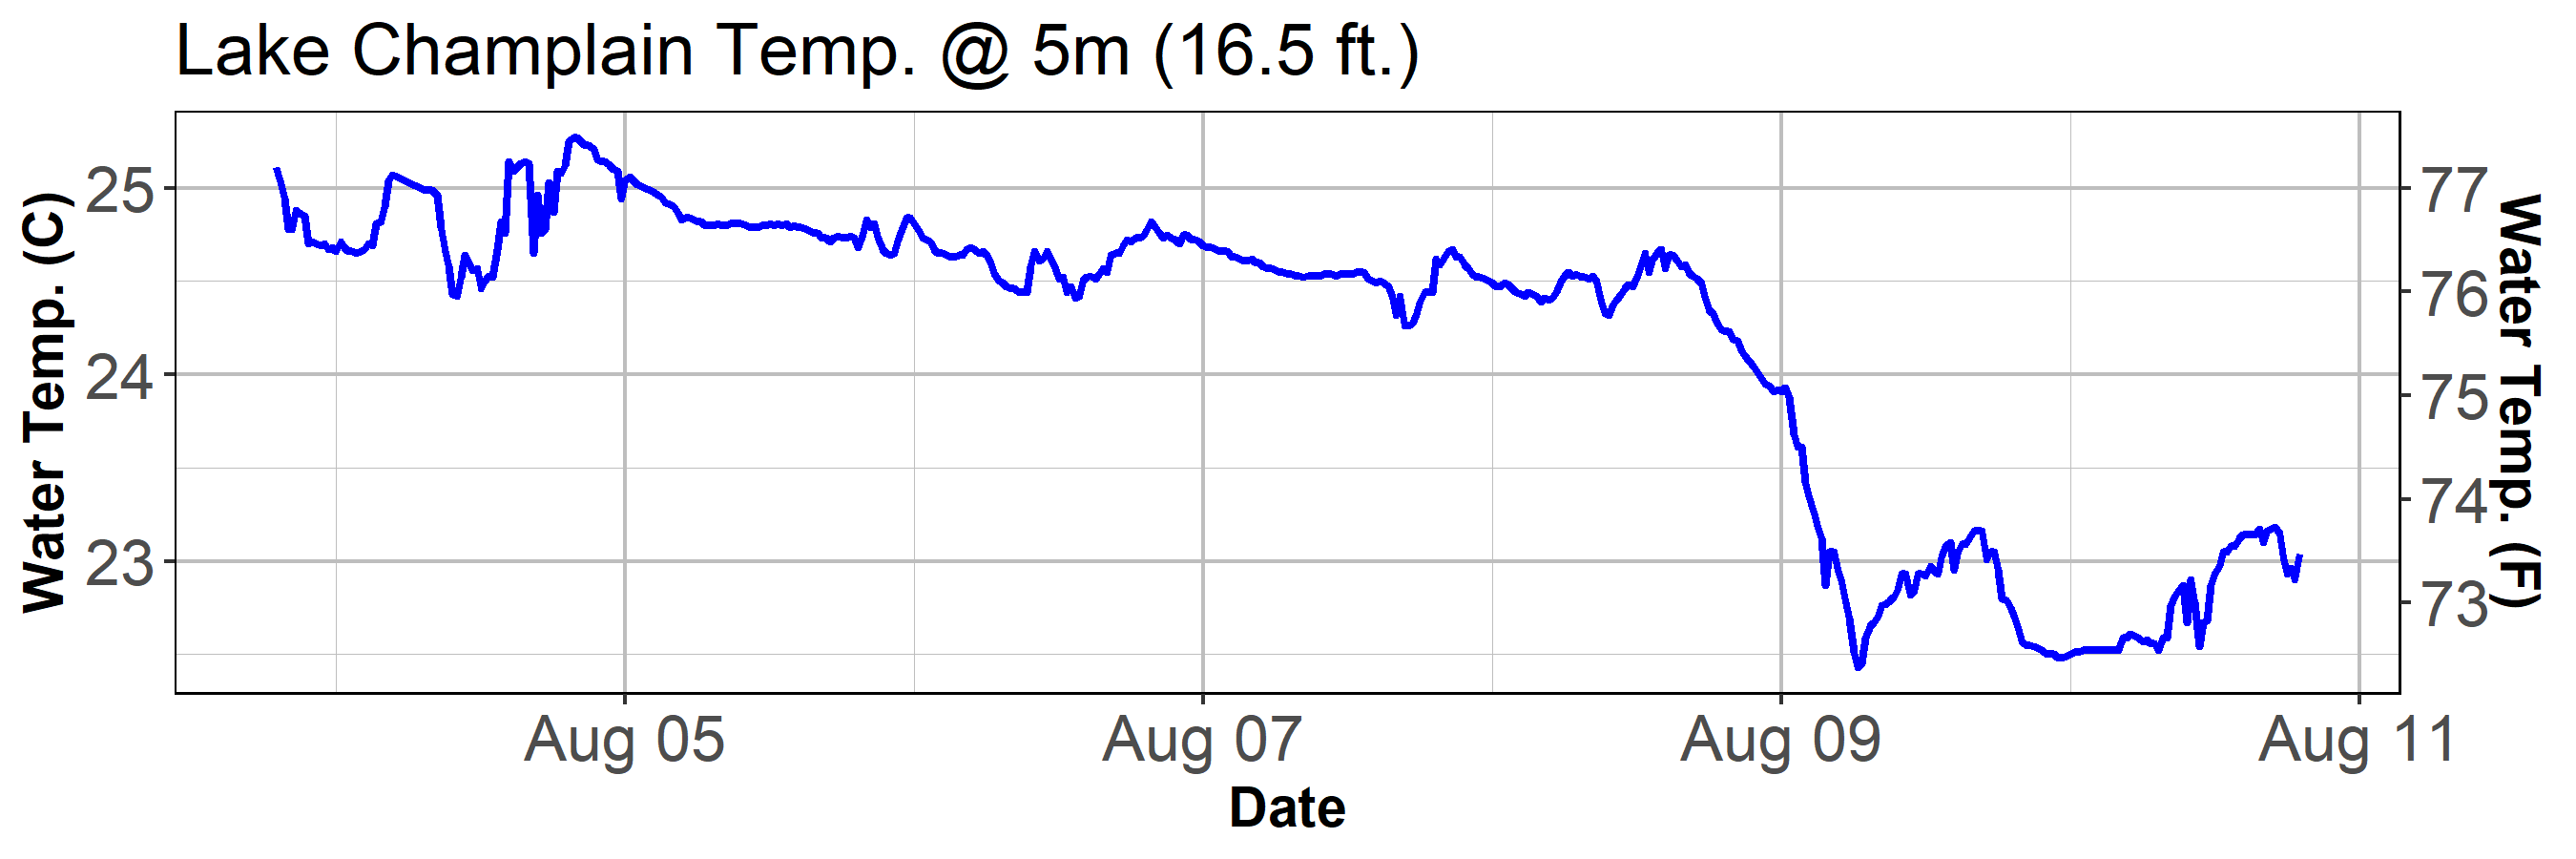 Lake Champlain Temp. @ 5m (16.5 ft.)
Water Temp. (C)
25
24
23
77
76
75
74
73
Water Temp. (F)
Aug 05 Aug 07 Aug 09 Aug 11
Date